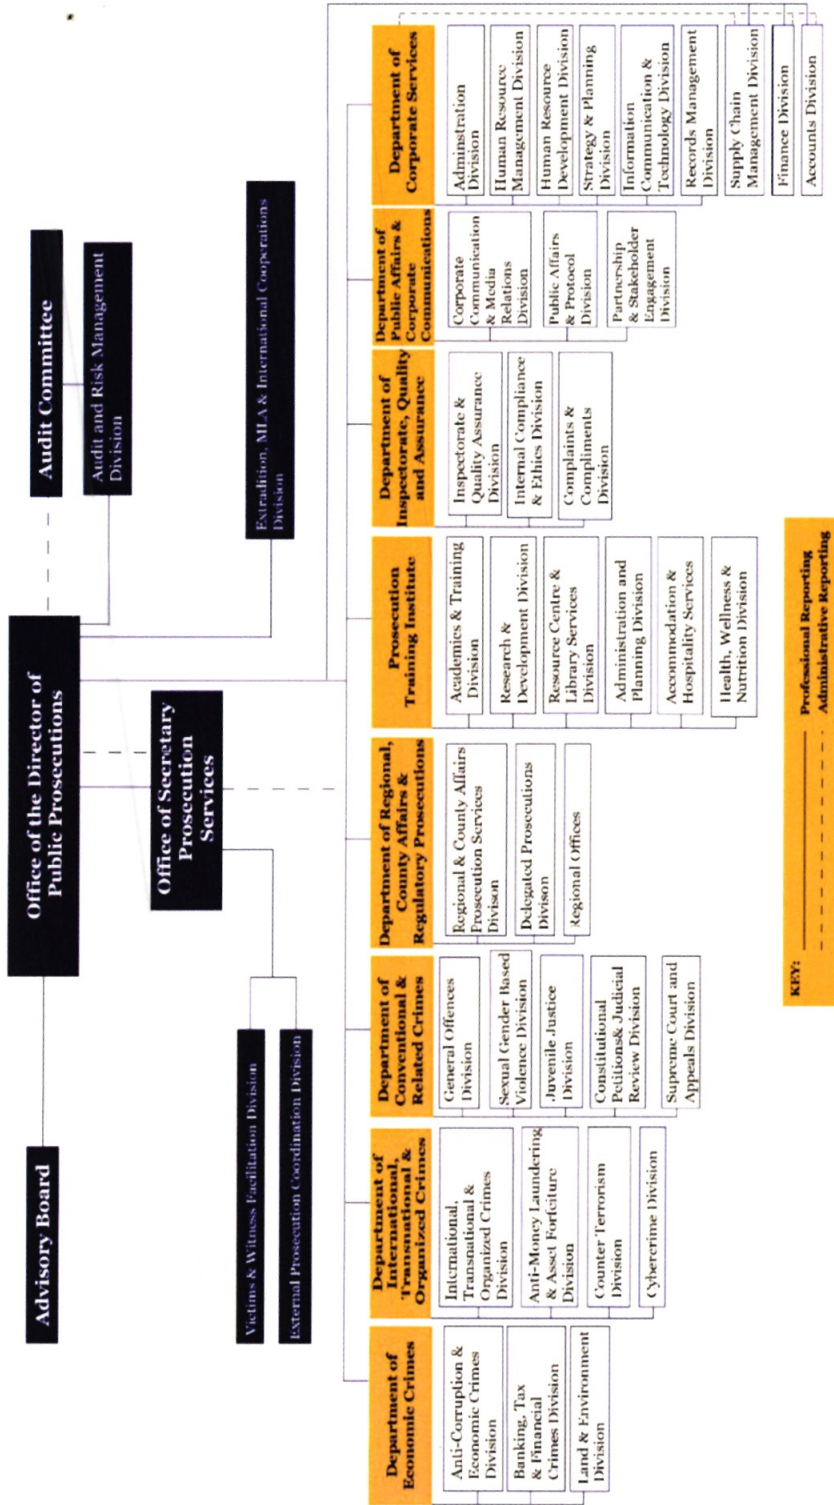 Advisory Board
Office of the Director of
Public Prosecutions
Audit Committee
Audit and Risk Management
Division
Office of Secretary
Prosecution
Services
Extradition, MLA & International Cooperations
Division
Victims & Witness Facilitation Division
External Prosecution Coordination Division
Department of
Economic Crimes
Anti-Corruption &
Economic Crimes
Division
Banking, Tax
& Financial
Crimes Division
Land & Environment
Division
Department of
International,
Transnational &
Organized Crimes
International,
Transnational &
Organized Crimes
Division
Anti-Money Laundering
& Asset Forfeiture
Division
Counter Terrorism
Division
Cybercrime Division
Department of
Conventional &
Related Crimes
General Offences
Division
Sexual Gender Based
Violence Division
Juvenile Justice
Division
Constitutional
Petitions& Judicial
Review Division
Supreme Court and
Appeals Division
Department of Regional,
County Affairs &
Regulatory Prosecutions
Regional & County Affairs
Prosecution Services
Divison
Delegated Prosecutions
Divison
Regional Offices
Prosecution
Training Institute
Academics & Training
Division
Research &
Development Division
Resource Centre &
Library Services
Division
Administration and
Planning Division
Accommodation &
Hospitality Services
Health, Wellness &
Nutrition Division
Department of
Inspectorate, Quality
and Assurance
Inspectorate &
Quality Assurance
Division
Internal Compliance
& Ethics Division
Complaints &
Compliments
Division
Department of
Public Affairs &
Corporate
Communications
Corporate
Communication
& Media
Relations
Division
Public Affairs
& Protocol
Division
Partnership
& Stakeholder
Engagement
Division
Department of
Corporate Services
Adminstration
Division
Human Resource
Management Division
Human Resource
Development Division
Strategy & Planning
Division
Information
Communication &
Technology Division
Records Management
Division
Supply Chain
Management Division
Finance Division
Accounts Division
KEY:
Professional Reporting
Administrative Reporting